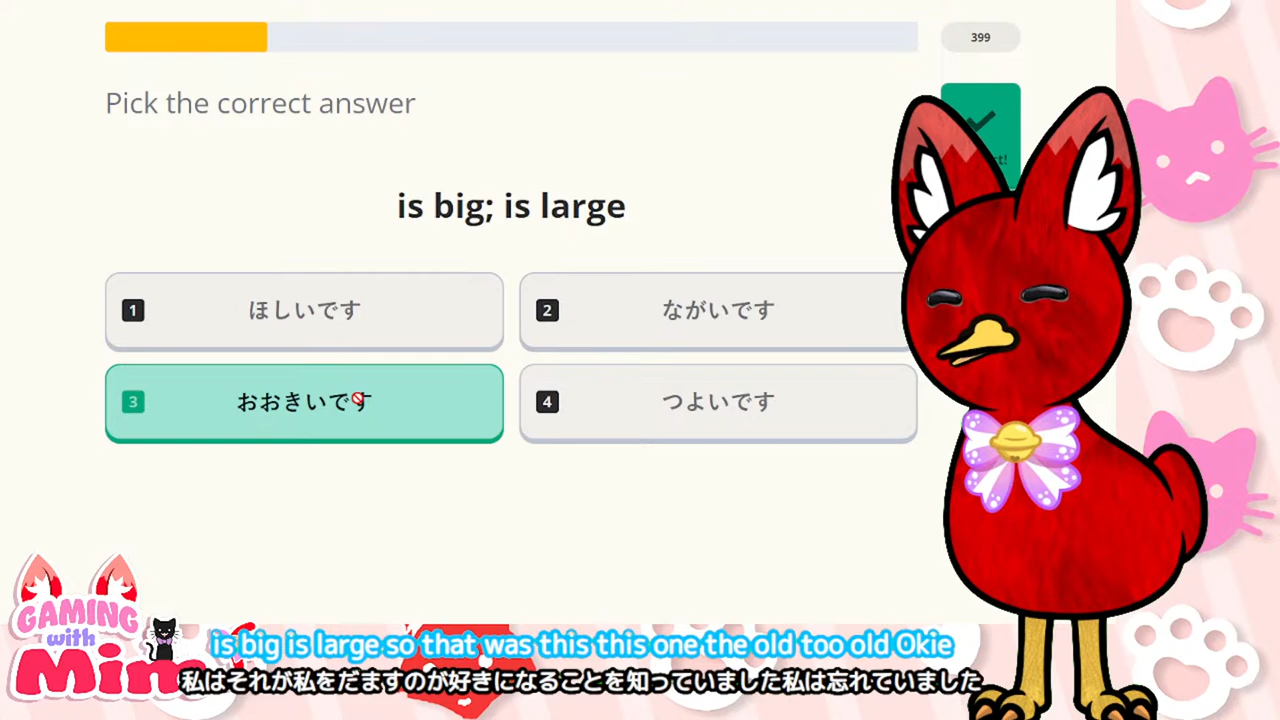 399
Pick the correct answer
is big; is large
1 ほしいです
2 ながいです
3 おおきいです
4 つよいです
GAMING
with
Min
is big is large so that was this this one the old too old Okie
私はそれが私をだますのが好きになることを知っていました私は忘れていました